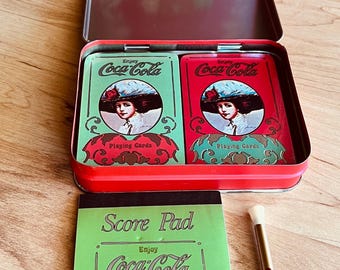 Enjoy
Coca-Cola
Playing Cards
Enjoy
Coca-Cola
Playing Cards
Score Pad
Enjoy
Coca-Cola